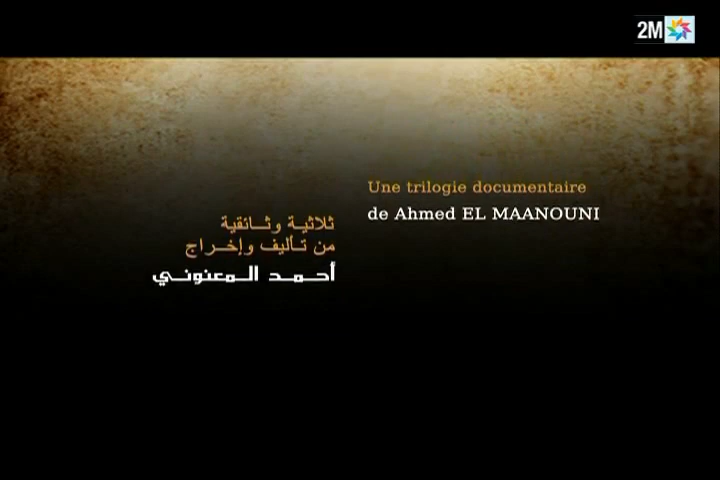 2M
Une trilogie documentaire
de Ahmed EL MAANOUNI
ثلاثية وثائقية
من تأليف وإخراج
أحمد المعنوني